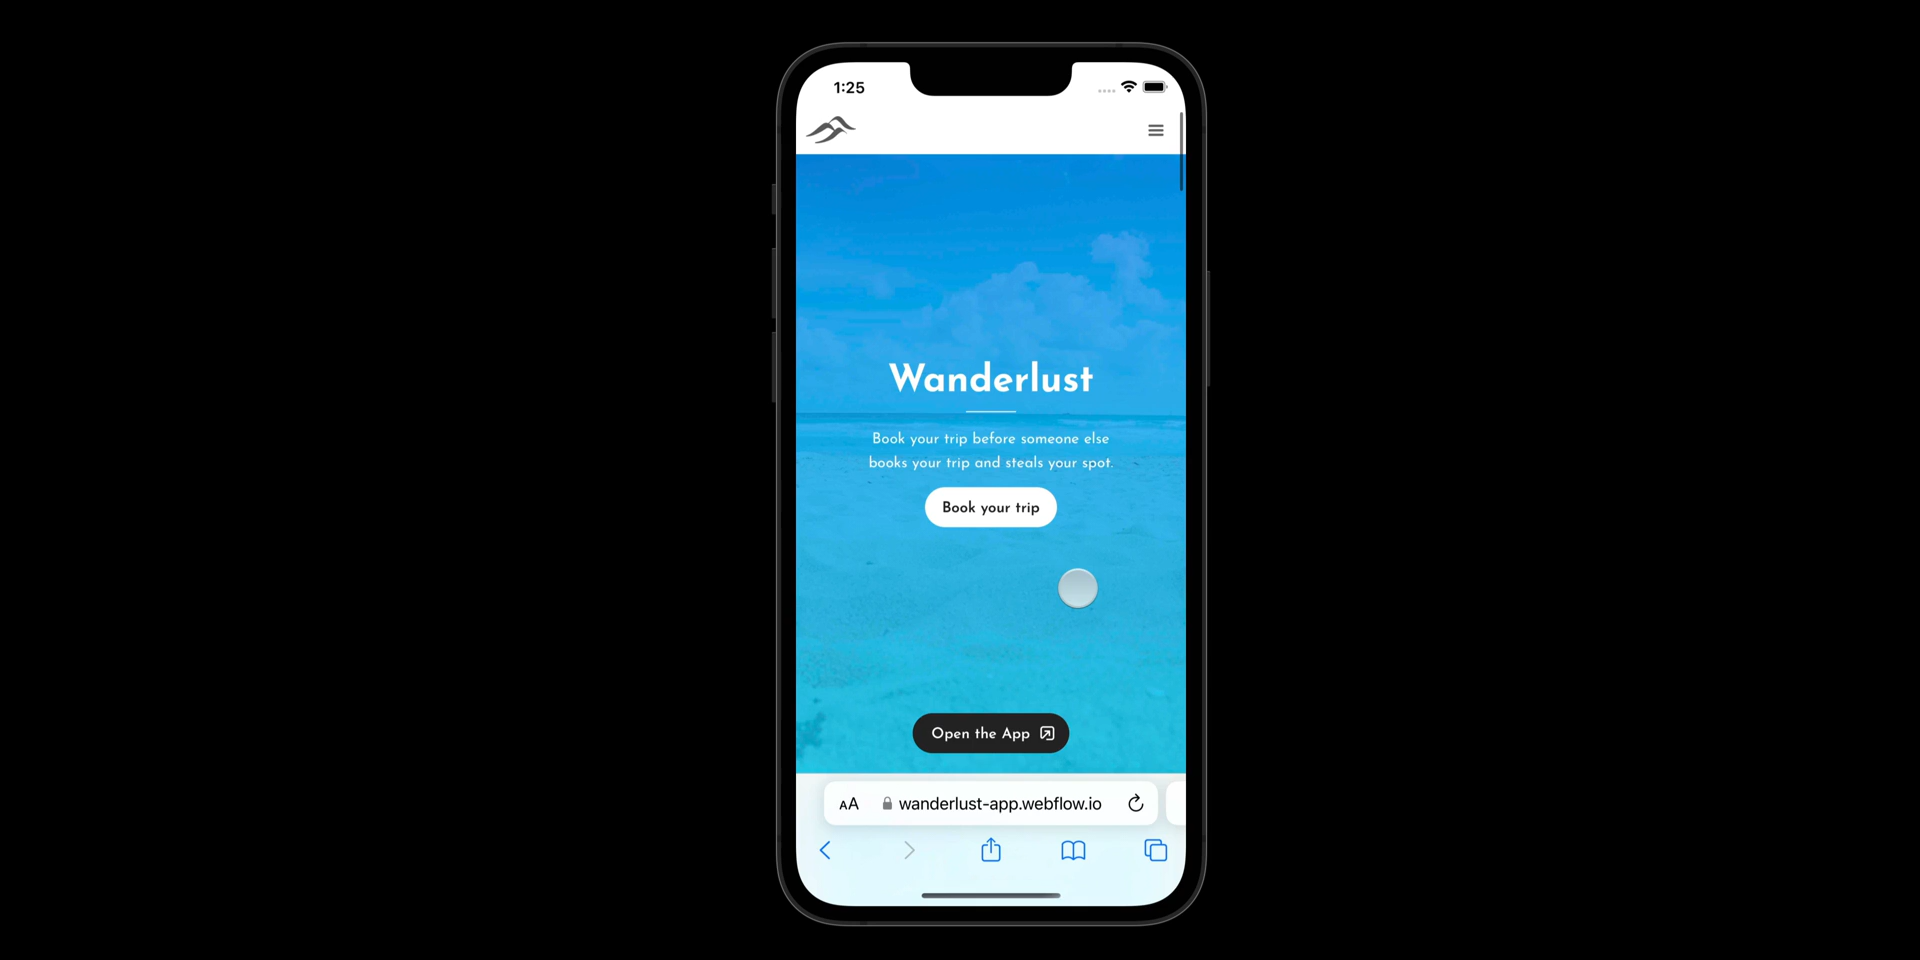 1:25
Wanderlust
Book your trip before someone else
books your trip and steals your spot.
Book your trip
Open the App
AA wanderlust-app.webflow.io